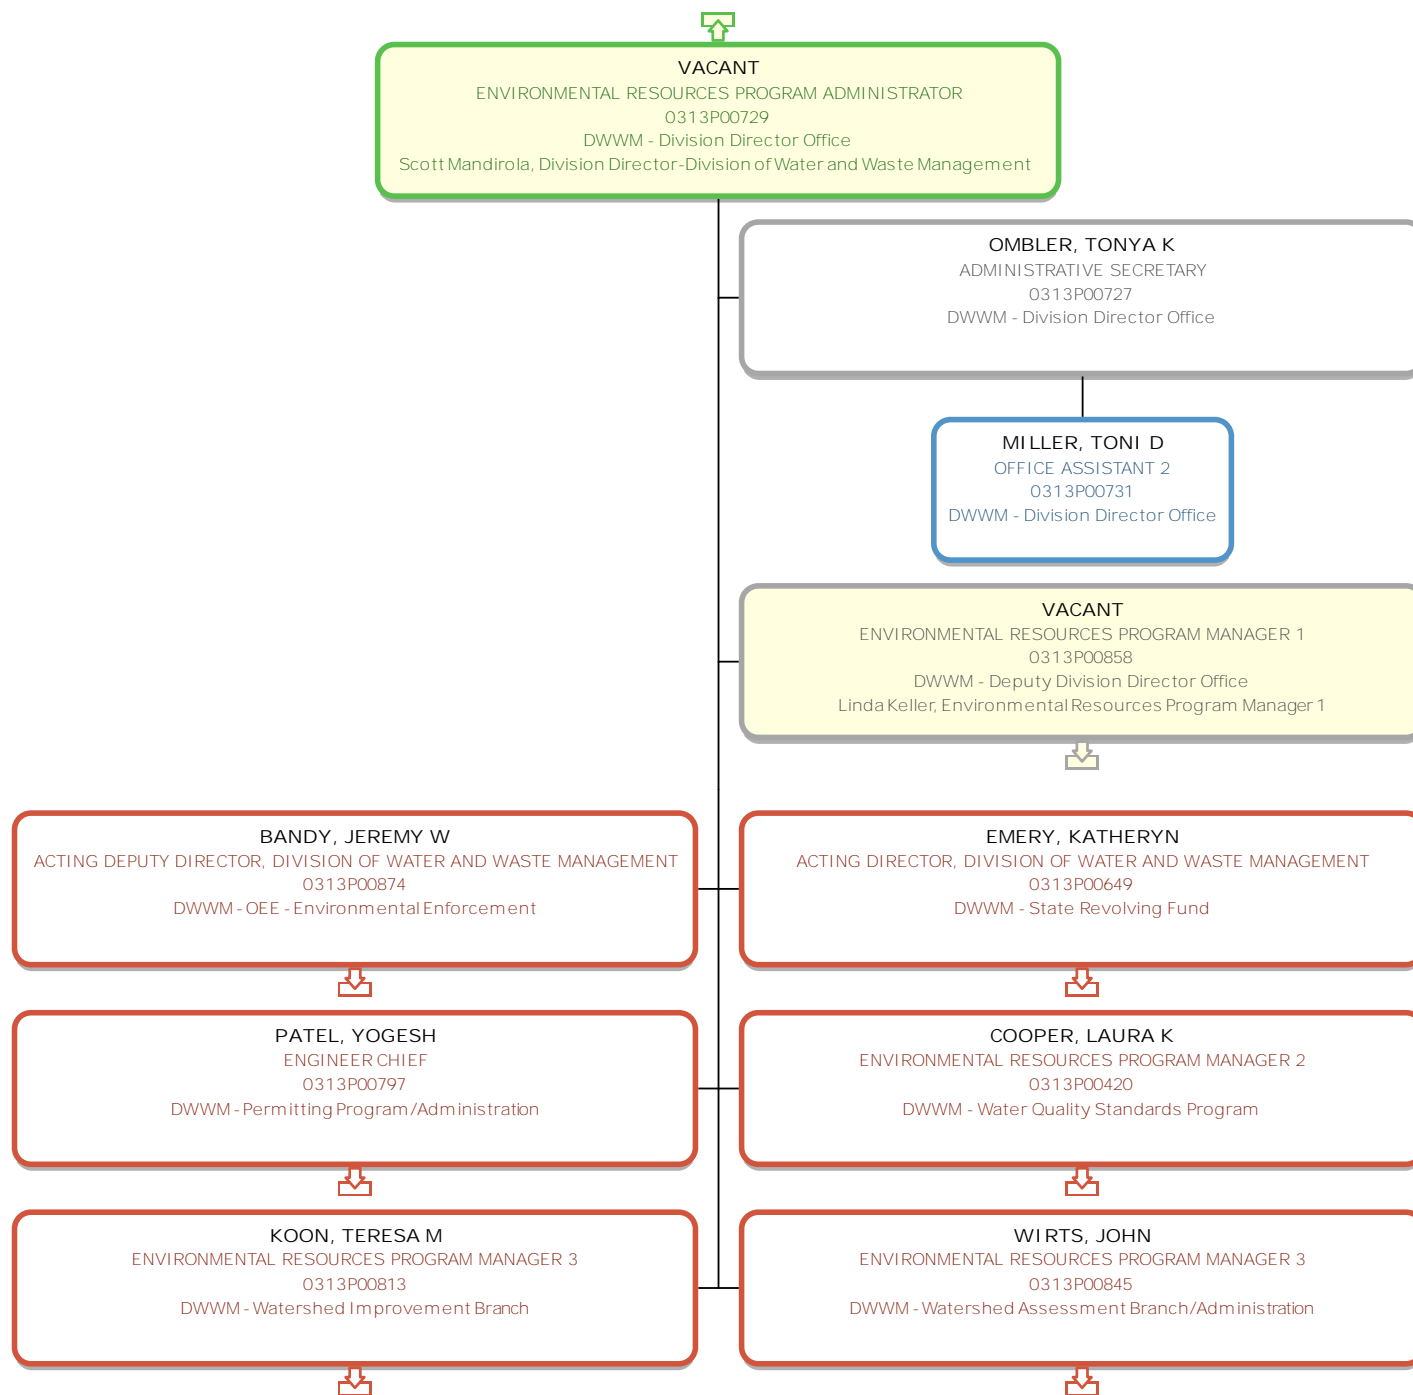 VACANT
ENVIRONMENTAL RESOURCES PROGRAM ADMINISTRATOR
0313P00729
DWWM - Division Director Office
Scott Mandirola, Division Director-Division of Water and Waste Management
OMBLER, TONYA K
ADMINISTRATIVE SECRETARY
0313P00727
DWWM - Division Director Office
MILLER, TONI D
OFFICE ASSISTANT 2
0313P00731
DWWM - Division Director Office
VACANT
ENVIRONMENTAL RESOURCES PROGRAM MANAGER 1
0313P00858
DWWM - Deputy Division Director Office
Linda Keller, Environmental Resources Program Manager 1
BANDY, JEREMY W
ACTING DEPUTY DIRECTOR, DIVISION OF WATER AND WASTE MANAGEMENT
0313P00874
DWWM - OEE - Environmental Enforcement
EMERY, KATHERYN
ACTING DIRECTOR, DIVISION OF WATER AND WASTE MANAGEMENT
0313P00649
DWWM - State Revolving Fund
PATEL, YOGESH
ENGINEER CHIEF
0313P00797
DWWM - Permitting Program/Administration
COOPER, LAURA K
ENVIRONMENTAL RESOURCES PROGRAM MANAGER 2
0313P00420
DWWM - Water Quality Standards Program
KOON, TERESA M
ENVIRONMENTAL RESOURCES PROGRAM MANAGER 3
0313P00813
DWWM - Watershed Improvement Branch
WIRTS, JOHN
ENVIRONMENTAL RESOURCES PROGRAM MANAGER 3
0313P00845
DWWM - Watershed Assessment Branch/Administration